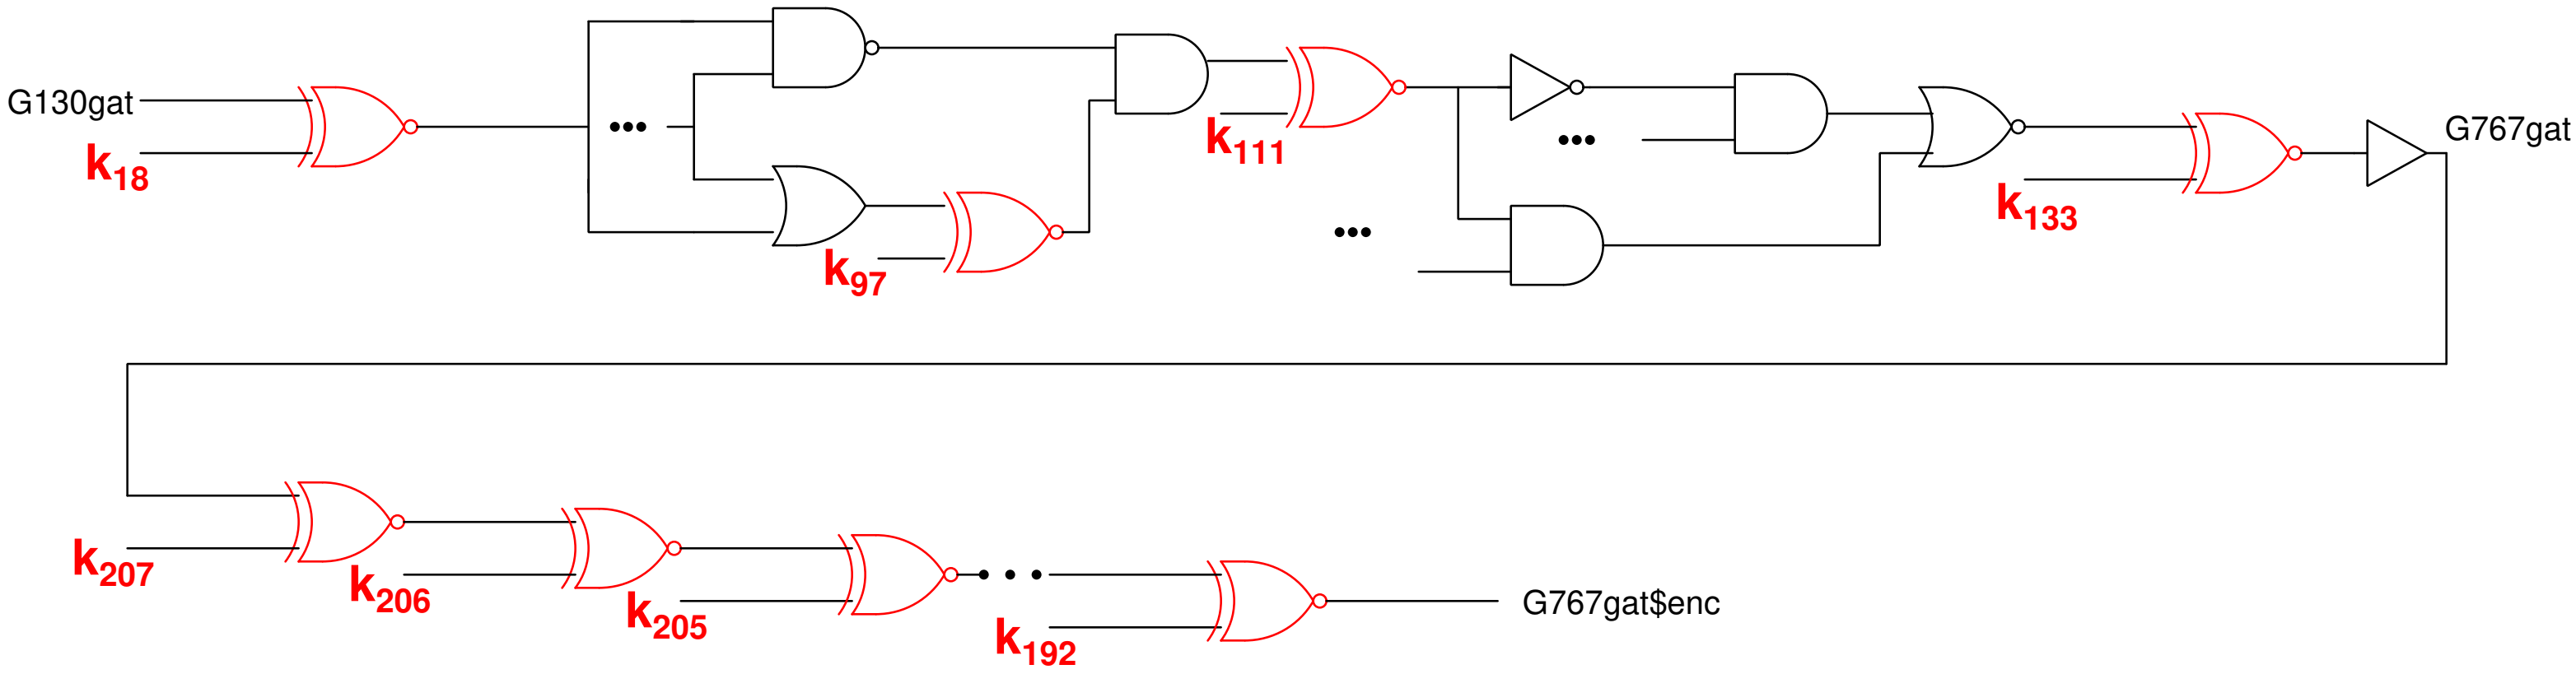 G130gat
k18
k97
k111
k133
G767gat
k207
k206
k205
k192
G767gat$enc